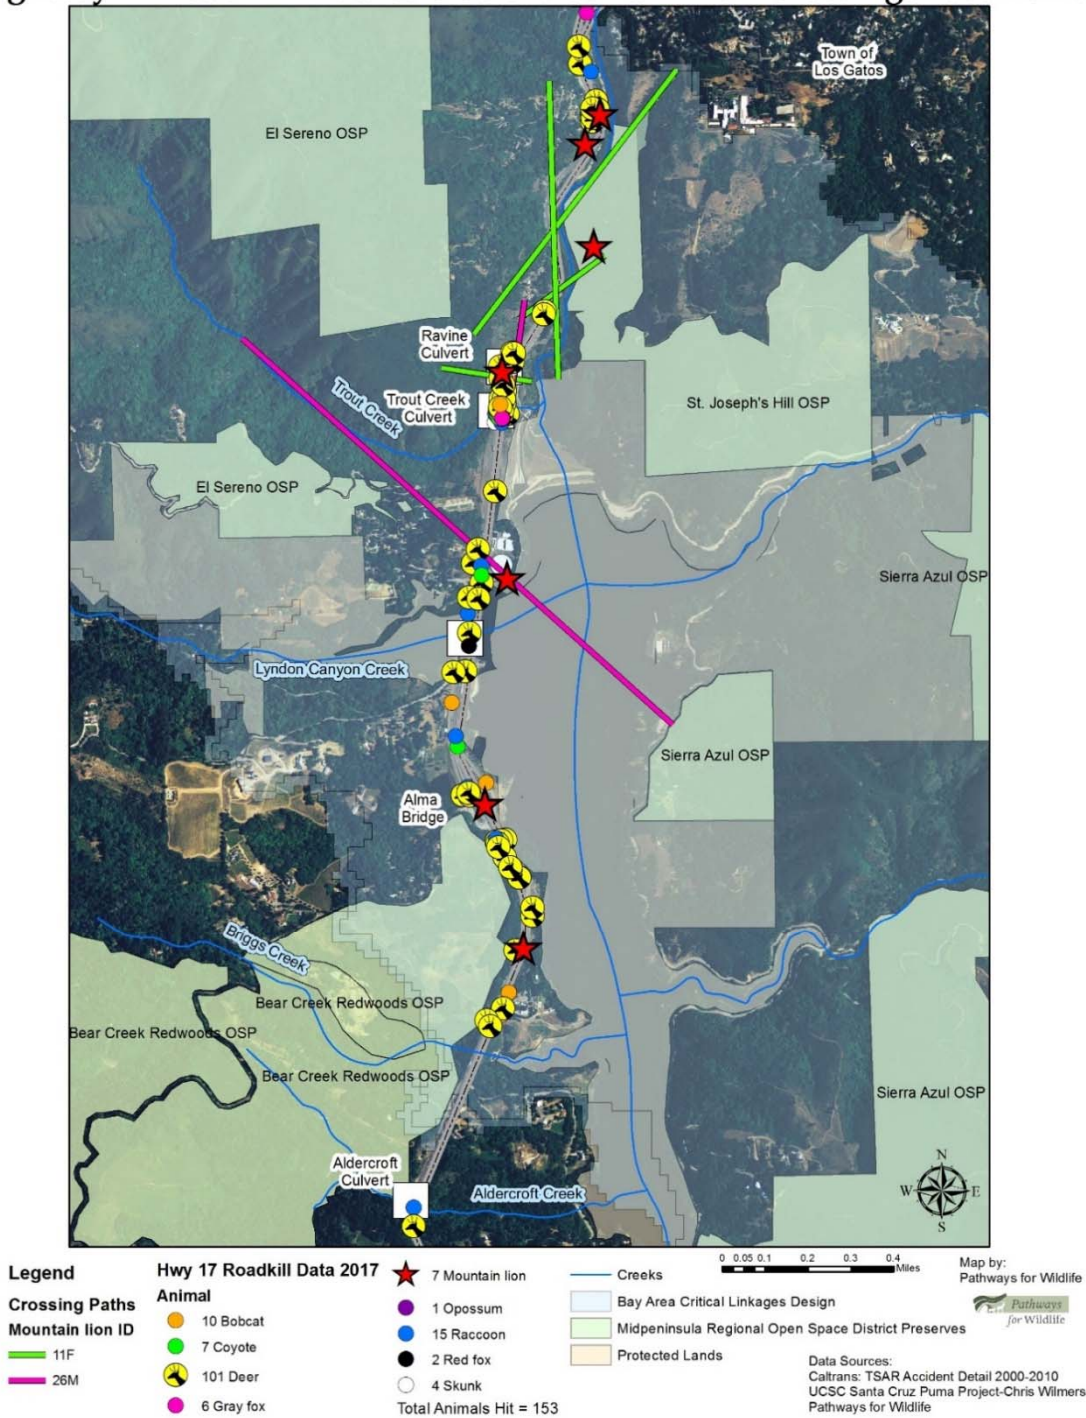 Town of
Los Gatos
El Sereno OSP
Ravine
Culvert
Trout Creek
Culvert
Trout Creek
St. Joseph's Hill OSP
El Sereno OSP
Sierra Azul OSP
Lyndon Canyon Creek
Sierra Azul OSP
Alma
Bridge
Briggs Creek
Bear Creek Redwoods OSP
Bear Creek Redwoods OSP
Bear Creek Redwoods OSP
Sierra Azul OSP
Aldercroft
Culvert
Aldercroft Creek
N
W E
S
Legend
Crossing Paths
Mountain lion ID
11F
26M
Hwy 17 Roadkill Data 2017
Animal
10 Bobcat
7 Coyote
101 Deer
6 Gray fox
7 Mountain lion
1 Opossum
15 Raccoon
2 Red fox
4 Skunk
Total Animals Hit = 153
Creeks
Bay Area Critical Linkages Design
Midpeninsula Regional Open Space District Preserves
Protected Lands
0 0.05 0.1 0.2 0.3 0.4
Miles
Map by:
Pathways for Wildlife
Pathways
for Wildlife
Data Sources:
Caltrans: TSAR Accident Detail 2000-2010
UCSC Santa Cruz Puma Project-Chris Wilmers
Pathways for Wildlife